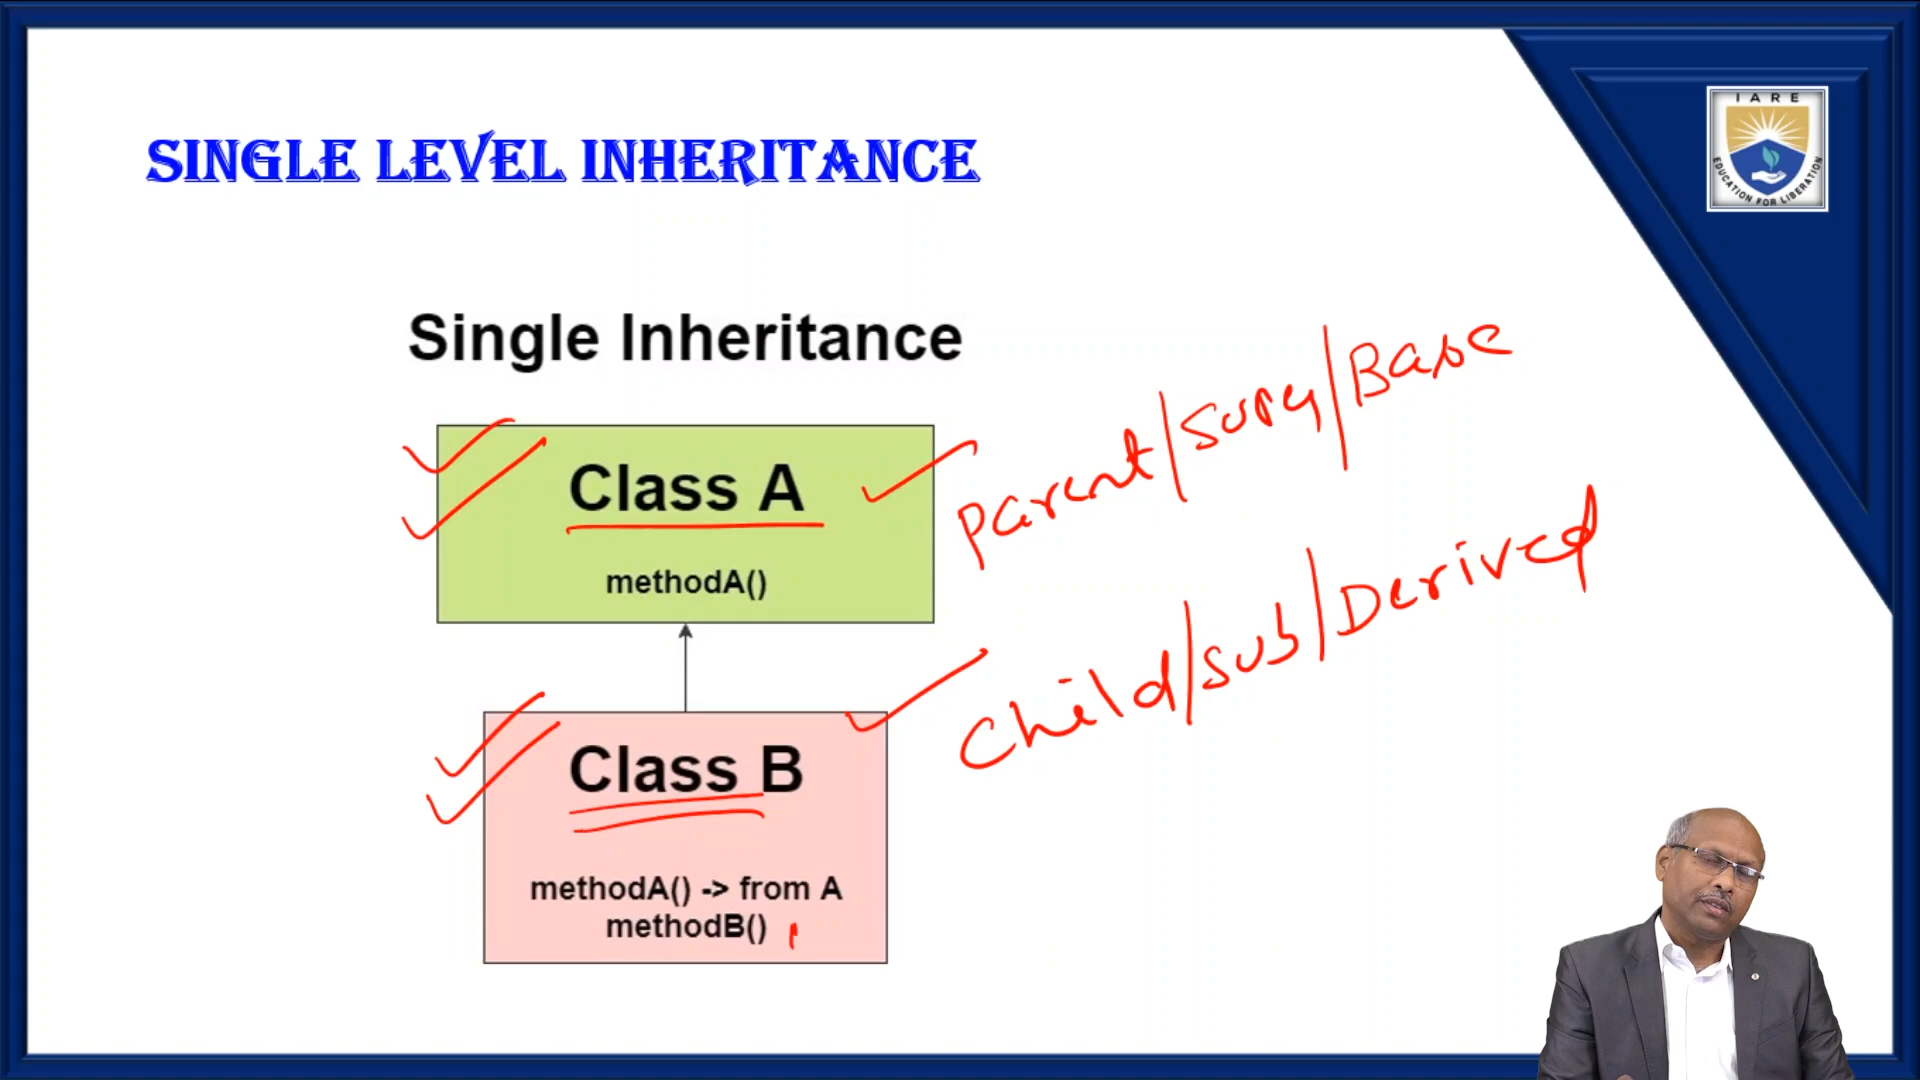 IARE
EDUCATION FOR LIBERATION
SINGLE LEVEL INHERITANCE
Single Inheritance
Class A
methodA()
Parent/Super/Base
Class B
methodA() -> from A
methodB()
Child/Sub/Derived